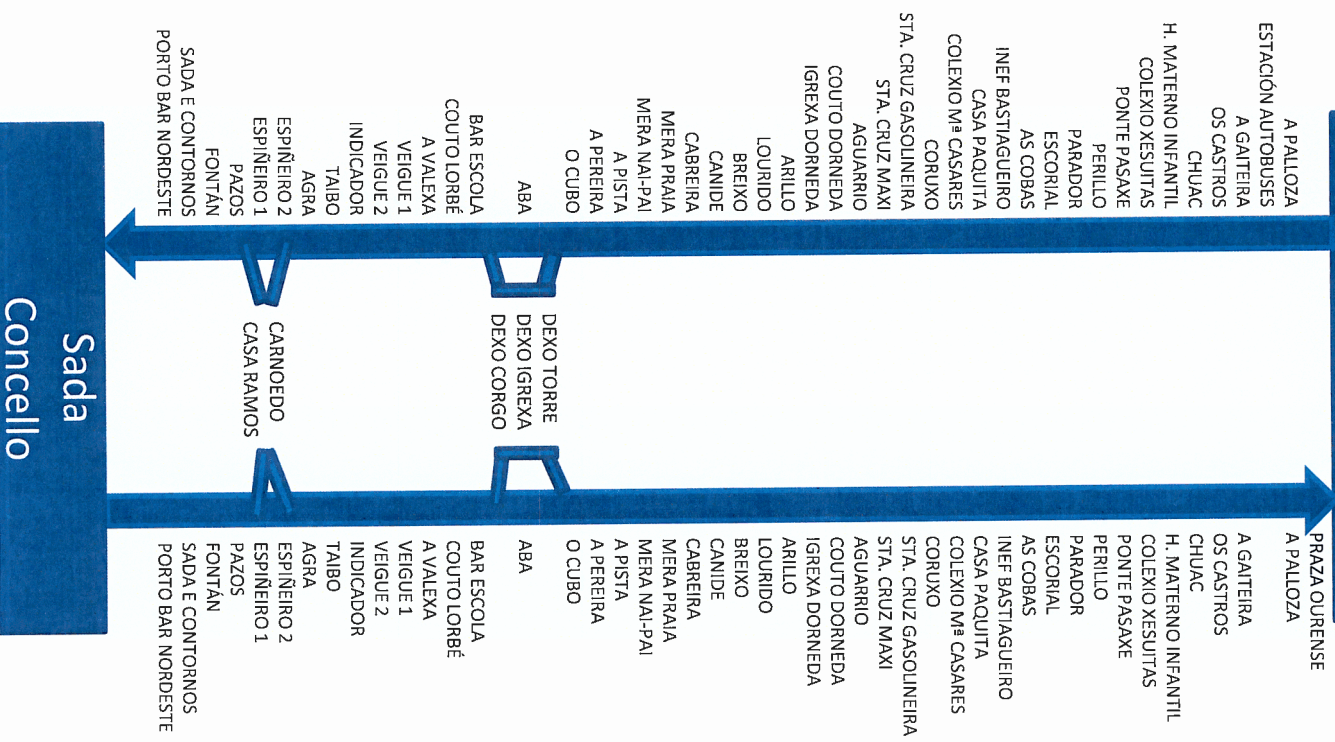 A PALLOZA
ESTACIÓN AUTOBUSES
A GAITEIRA
OS CASTROS
CHUAC
H. MATERNO INFANTIL
COLEXIO XESUITAS
PONTE PASAXE
PERILLO
PARADOR
ESCORIAL
AS COBAS
INEF BASTIAGUEIRO
CASA PAQUITA
COLEXIO Mª CASARES
CORUXO
STA. CRUZ GASOLINEIRA
STA. CRUZ MAXI
AGUARRIO
COUTO DORNEDA
IGREXA DORNEDA
ARILLO
LOURIDO
BREIXO
CANIDE
CABREIRA
MERA PRAIA
MERA NAI-PAI
A PISTA
A PEREIRA
O CUBO
ABA
BAR ESCOLA
COUTO LORBÉ
A VALEXA
VEIGUE 1
VEIGUE 2
INDICADOR
TAIBO
AGRA
ESPIÑEIRO 2
ESPIÑEIRO 1
PAZOS
FONTÁN
SADA E CONTORNOS
PORTO BAR NORDESTE
DEXO TORRE
DEXO IGREXA
DEXO CORGO
CARNOEDO
CASA RAMOS
PRAZA OURENSE
A PALLOZA
A GAITEIRA
OS CASTROS
CHUAC
H. MATERNO INFANTIL
COLEXIO XESUITAS
PONTE PASAXE
PERILLO
PARADOR
ESCORIAL
AS COBAS
INEF BASTIAGUEIRO
CASA PAQUITA
COLEXIO Mª CASARES
CORUXO
STA. CRUZ GASOLINEIRA
STA. CRUZ MAXI
AGUARRIO
COUTO DORNEDA
IGREXA DORNEDA
ARILLO
LOURIDO
BREIXO
CANIDE
CABREIRA
MERA PRAIA
MERA NAI-PAI
A PISTA
A PEREIRA
O CUBO
ABA
BAR ESCOLA
COUTO LORBÉ
A VALEXA
VEIGUE 1
VEIGUE 2
INDICADOR
TAIBO
AGRA
ESPIÑEIRO 2
ESPIÑEIRO 1
PAZOS
FONTÁN
SADA E CONTORNOS
PORTO BAR NORDESTE
Sada
Concello